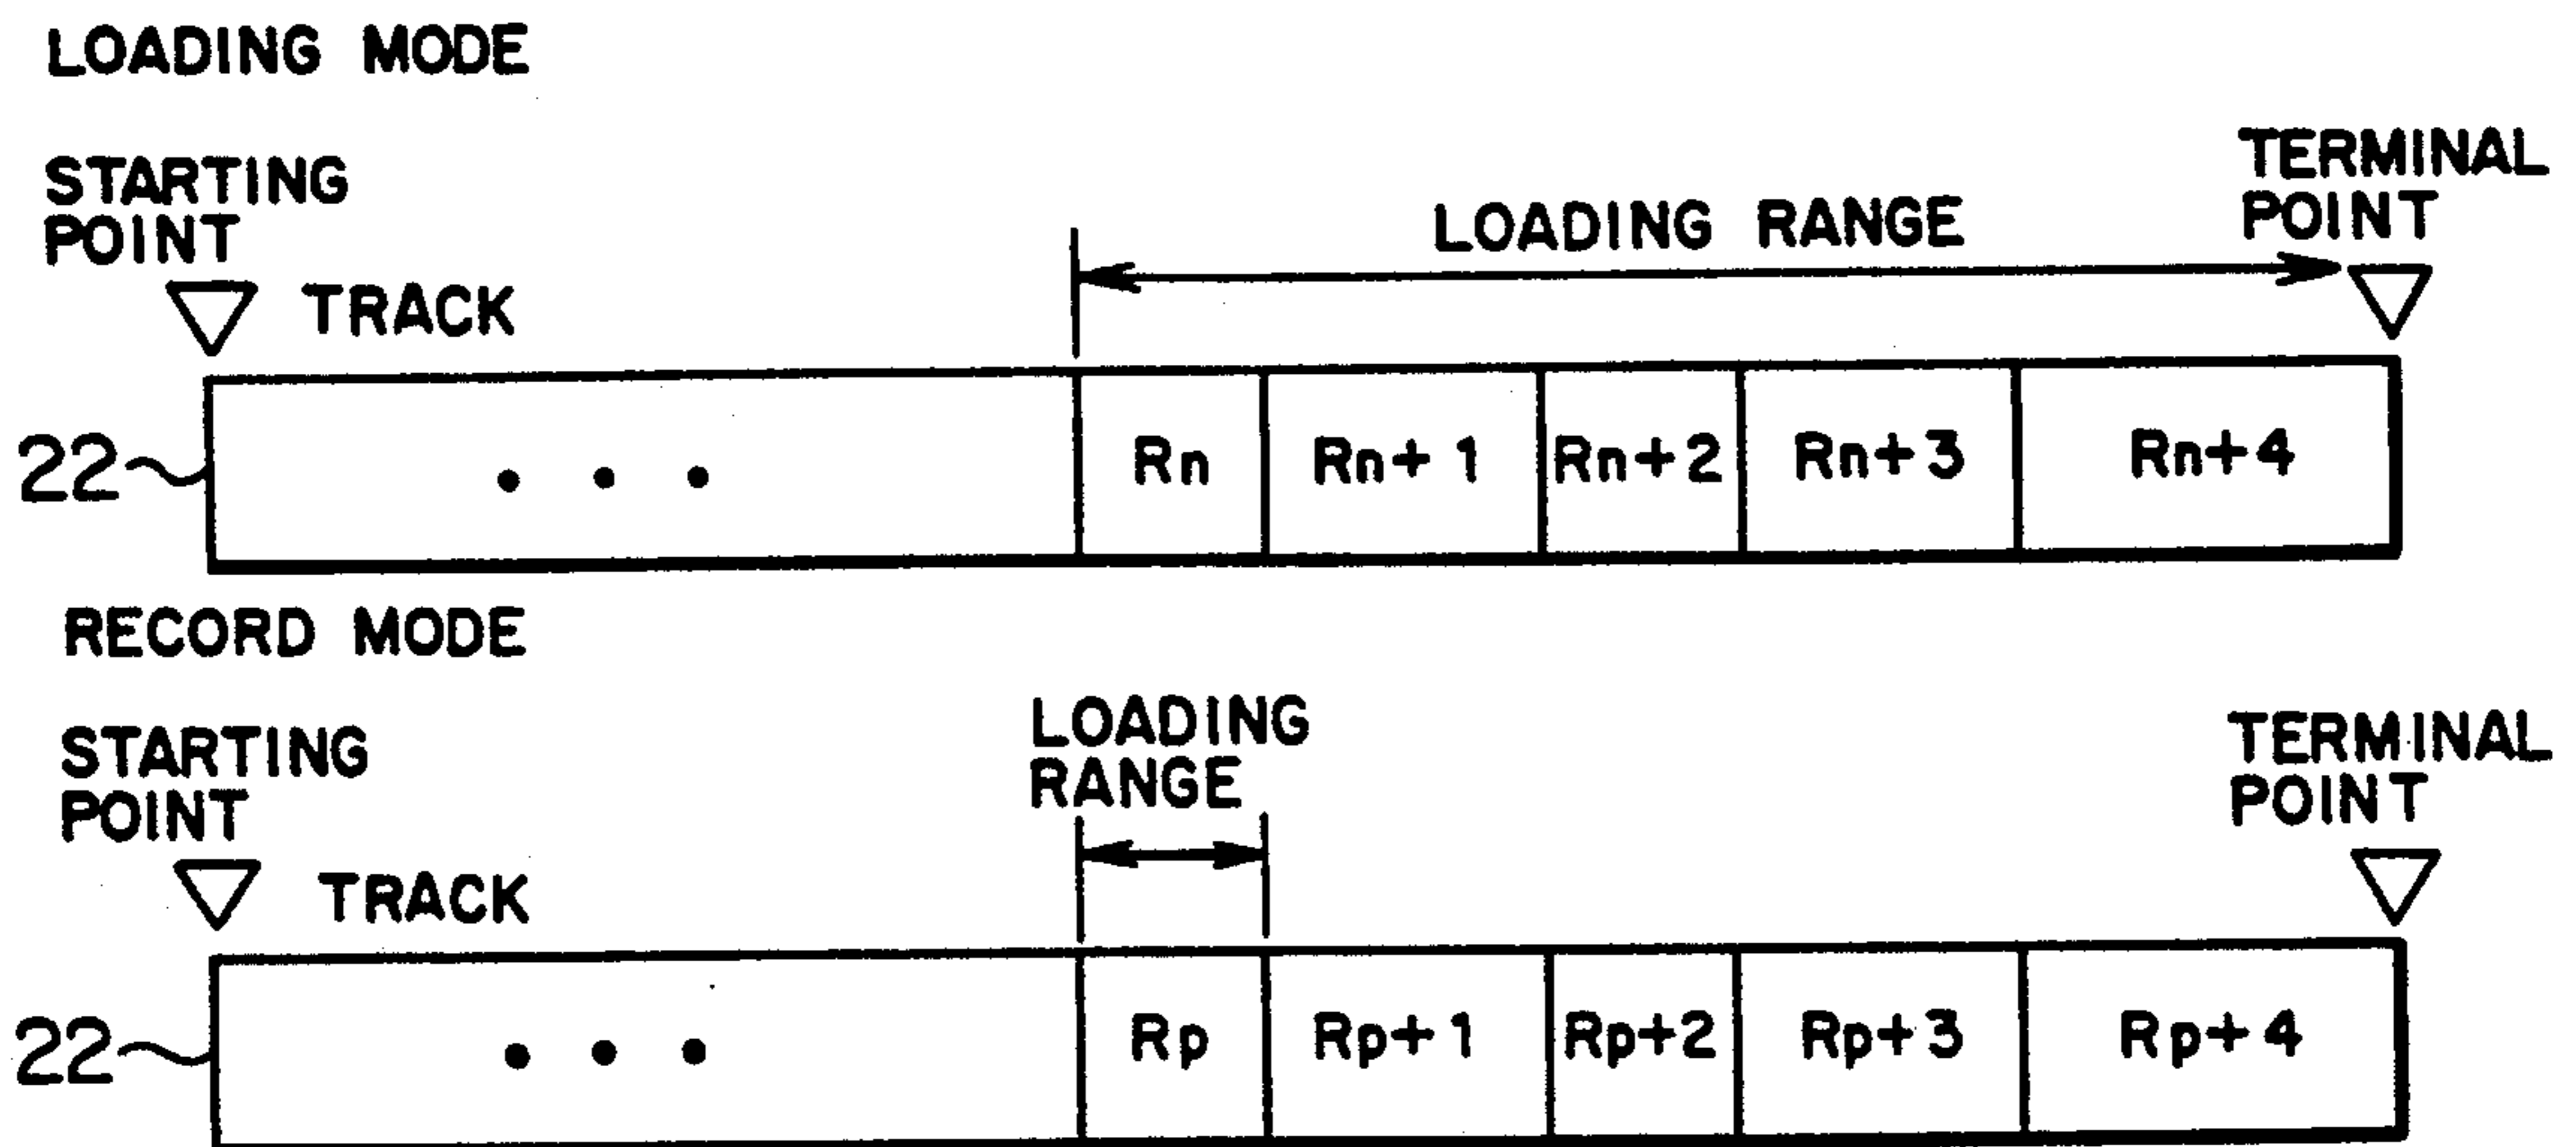 LOADING MODE
STARTING
POINT
TRACK
LOADING RANGE
TERMINAL
POINT
22
• • •
Rn
Rn+1
Rn+2
Rn+3
Rn+4
RECORD MODE
STARTING
POINT
TRACK
LOADING
RANGE
TERMINAL
POINT
22
• • •
Rp
Rp+1
Rp+2
Rp+3
Rp+4